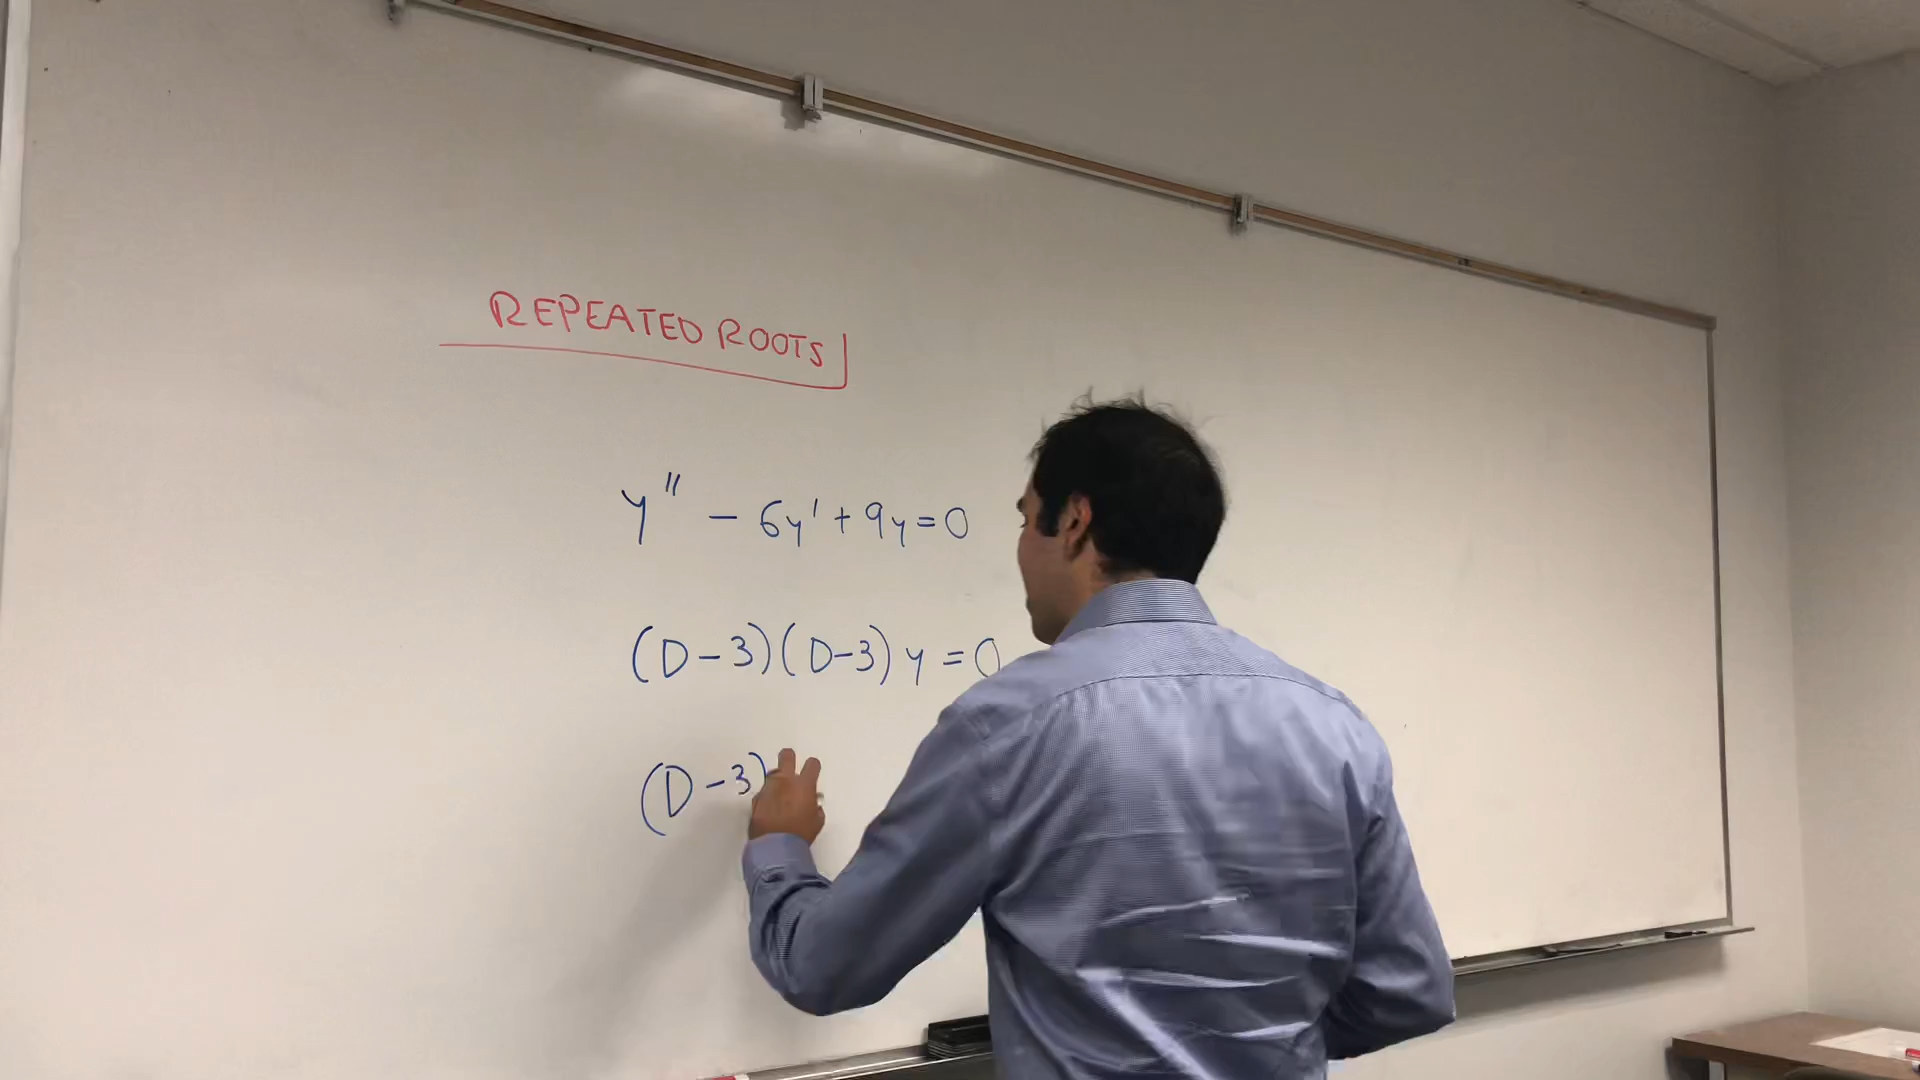 REPEATED ROOTS
y'' - 6y' + 9y = 0
(D-3)(D-3) y = 0
(D-3)